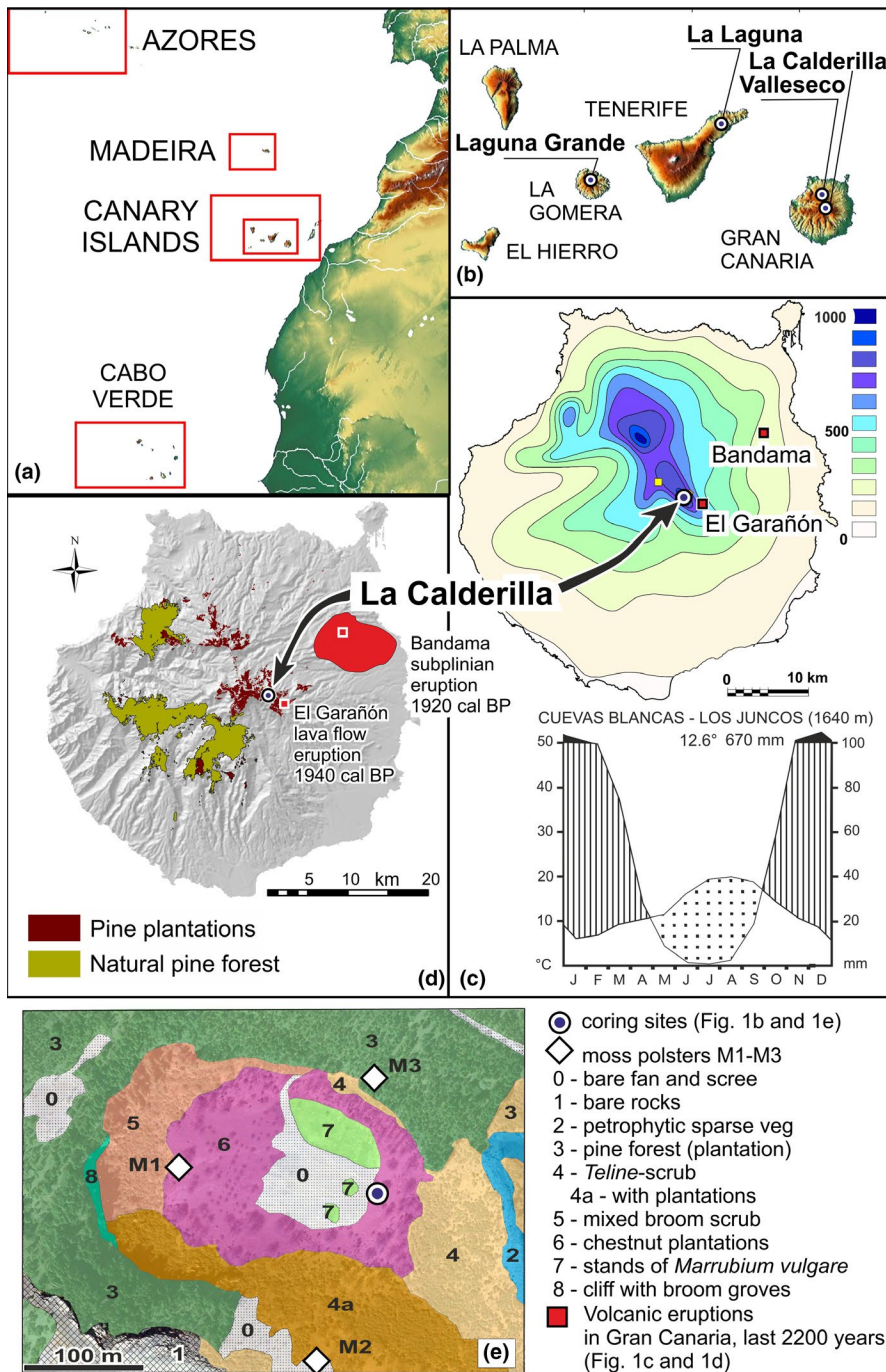 AZORES
MADEIRA
CANARY
ISLANDS
CABO
VERDE
(a)
La Laguna
La Calderilla
Valleseco
LA PALMA
TENERIFE
Laguna Grande
LA
GOMERA
EL HIERRO
GRAN
CANARIA
(b)
1000
500
0
Bandama
El Garañón
0 10 km
La Calderilla
N
Bandama
subplinian
eruption
1920 cal BP
El Garañón
lava flow
eruption
1940 cal BP
5 10 km 20
Pine plantations
Natural pine forest
(d)
CUEVAS BLANCAS - LOS JUNCOS (1640 m)
12.6° 670 mm
50 100
40 80
30 60
20 40
10 20
°C mm
J F M A M J J A S O N D
(c)
3
0
5
M1
8
6
7
0
7
7
4
3
M3
3
4
2
3
4a
0
M2
1
100 m
(e)
coring sites (Fig. 1b and 1e)
moss polsters M1-M3
0 - bare fan and scree
1 - bare rocks
2 - petrophytic sparse veg
3 - pine forest (plantation)
4 - Teline-scrub
4a - with plantations
5 - mixed broom scrub
6 - chestnut plantations
7 - stands of Marrubium vulgare
8 - cliff with broom groves
Volcanic eruptions
in Gran Canaria, last 2200 years
(Fig. 1c and 1d)